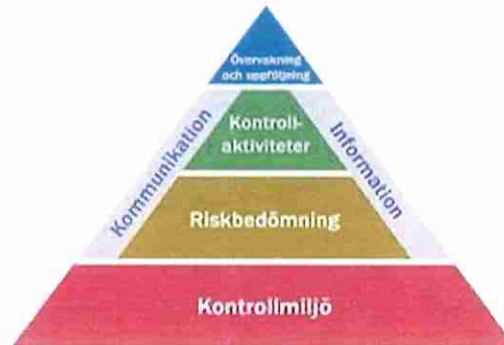 Övervakning
och uppföljning
Kommunikation
Kontroll-
aktiviteter
Information
Riskbedömning
Kontrollmiljö